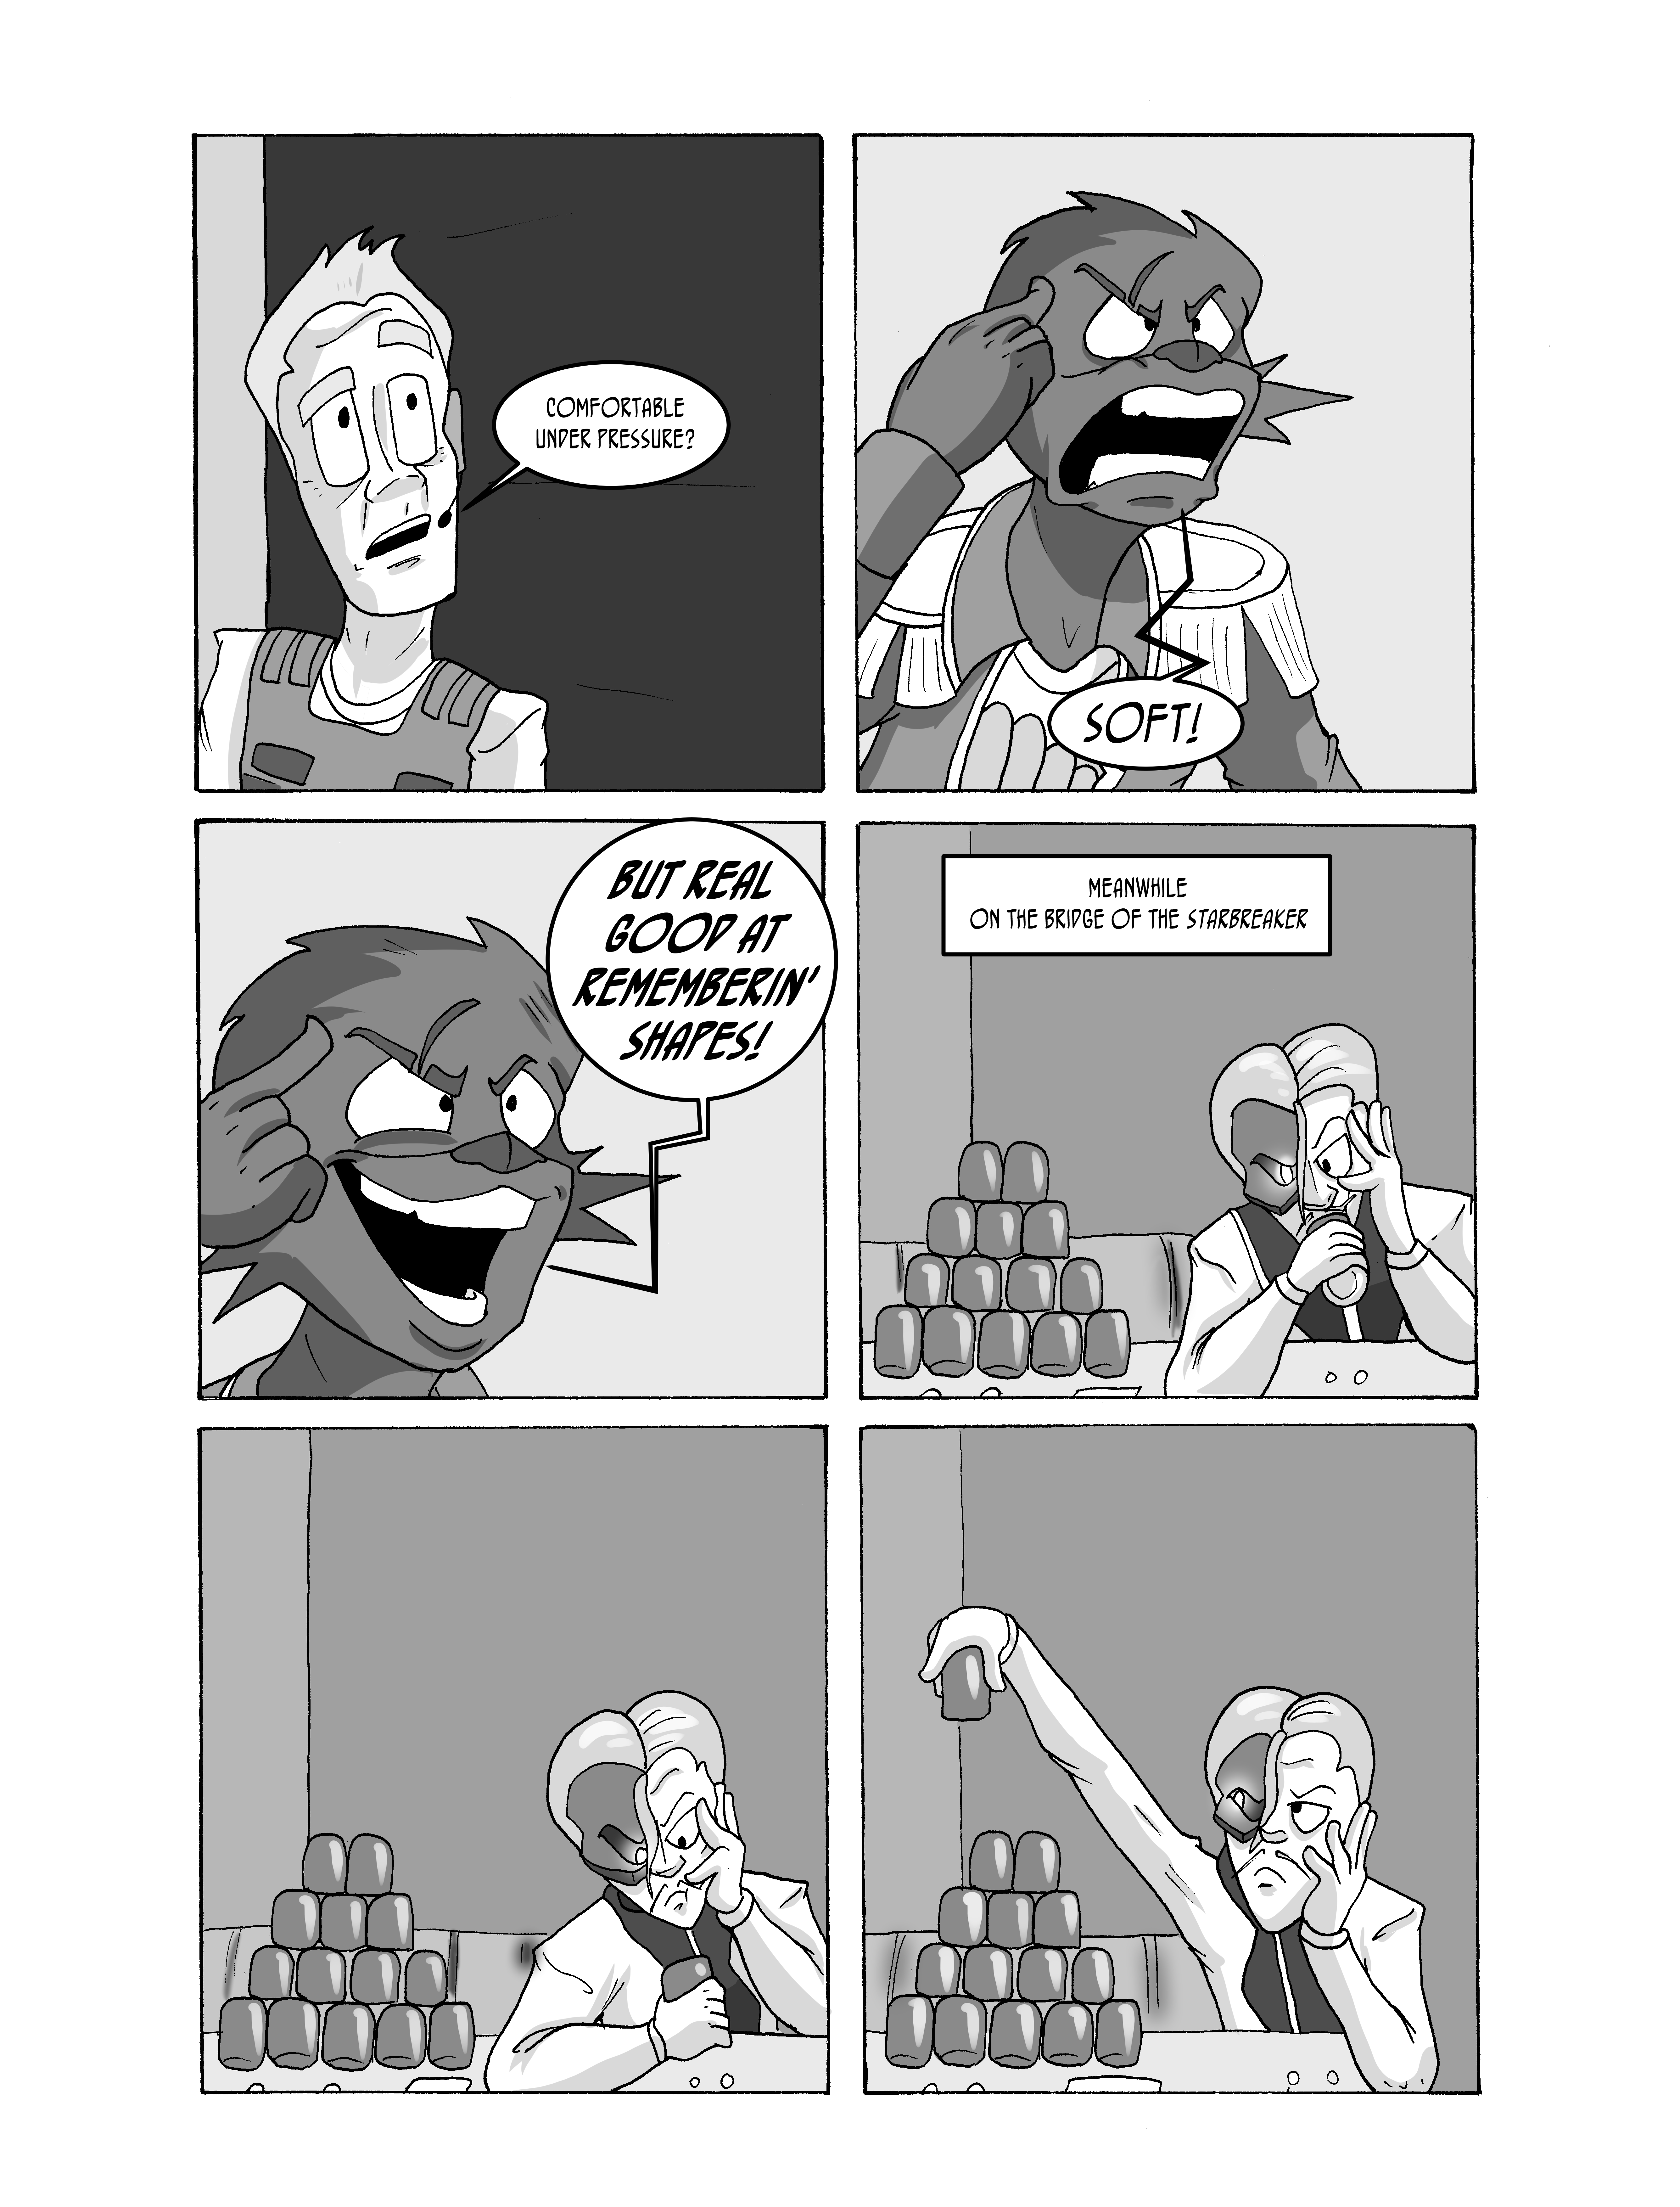 COMFORTABLE
UNDER PRESSURE?
SOFT!
BUT REAL
GOOD AT
REMEMBERIN'
SHAPES!
MEANWHILE
ON THE BRIDGE OF THE STARBREAKER